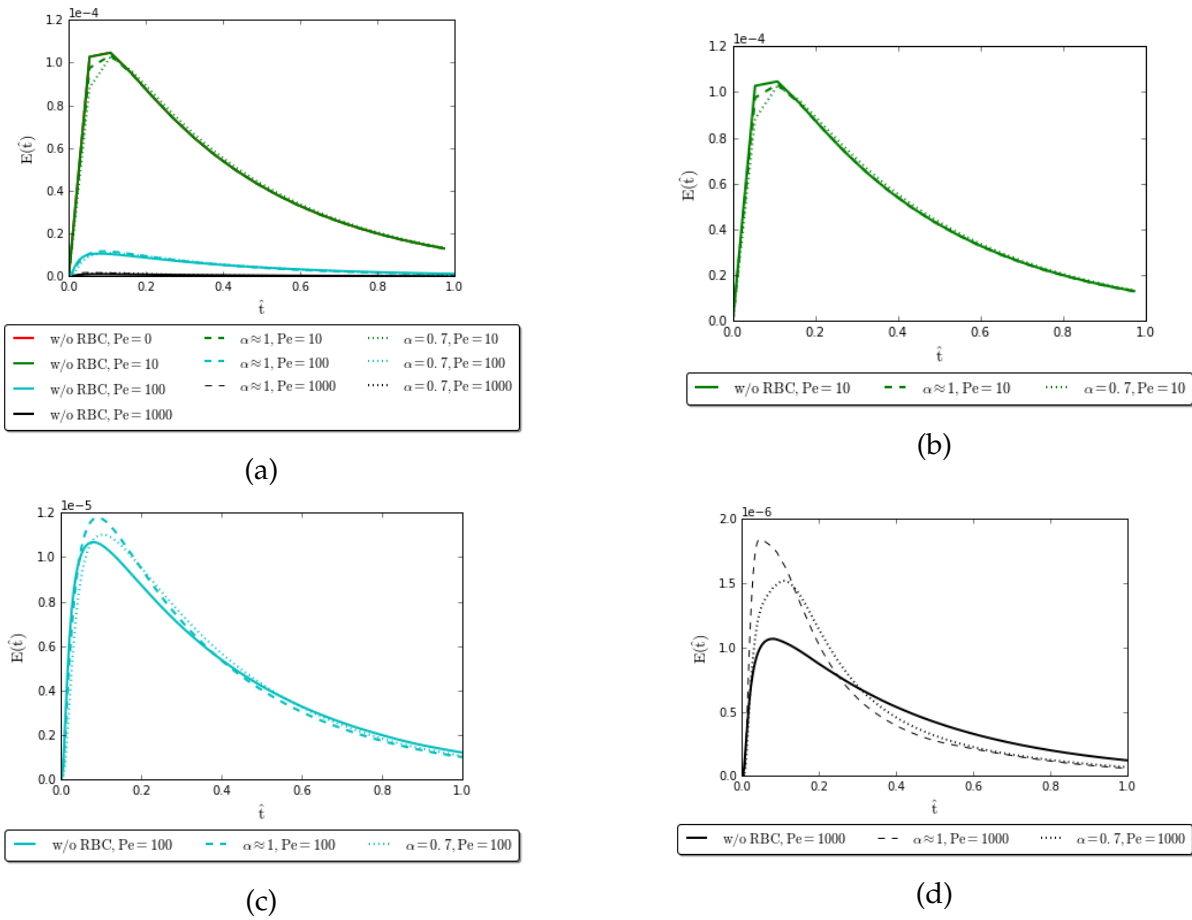 1e−4
1.2
1.0
0.8
0.6
0.4
0.2
0.0
E(t̂)
0.0 0.2 0.4 0.6 0.8 1.0
t̂
w/o RBC, Pe = 0
w/o RBC, Pe = 10
w/o RBC, Pe = 100
w/o RBC, Pe = 1000
α≈1, Pe = 10
α≈1, Pe = 100
α≈1, Pe = 1000
α=0.7, Pe = 10
α=0.7, Pe = 100
α=0.7, Pe = 1000
(a)
1e−4
1.2
1.0
0.8
0.6
0.4
0.2
0.0
E(t̂)
0.0 0.2 0.4 0.6 0.8 1.0
t̂
w/o RBC, Pe = 10 α≈1, Pe = 10 α=0.7, Pe = 10
(b)
1e−5
1.2
1.0
0.8
0.6
0.4
0.2
0.0
E(t̂)
0.0 0.2 0.4 0.6 0.8 1.0
t̂
w/o RBC, Pe = 100 α≈1, Pe = 100 α=0.7, Pe = 100
(c)
1e−6
2.0
1.5
1.0
0.5
0.0
E(t̂)
0.0 0.2 0.4 0.6 0.8 1.0
t̂
w/o RBC, Pe = 1000 α≈1, Pe = 1000 α=0.7, Pe = 1000
(d)